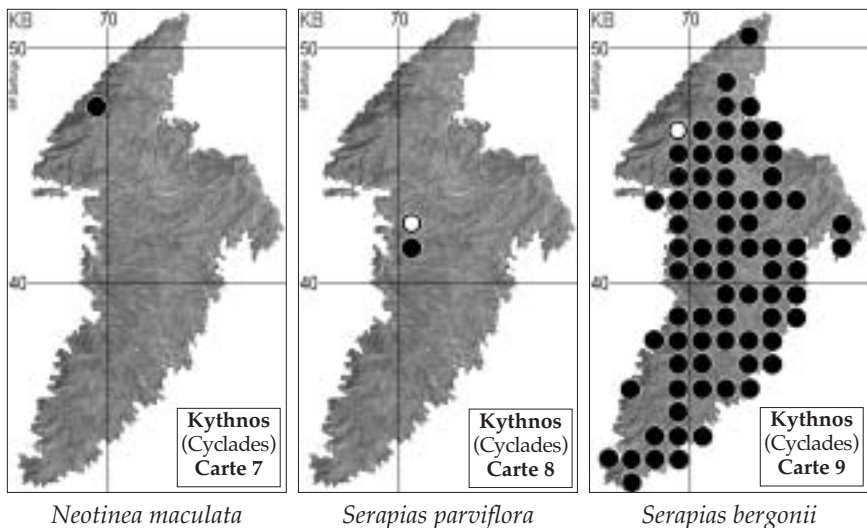 KB
70
50
40
Kythnos
(Cyclades)
Carte 7
Neotinea maculata
KB
70
50
40
Kythnos
(Cyclades)
Carte 8
Serapias parviflora
KB
70
50
40
Kythnos
(Cyclades)
Carte 9
Serapias bergonii